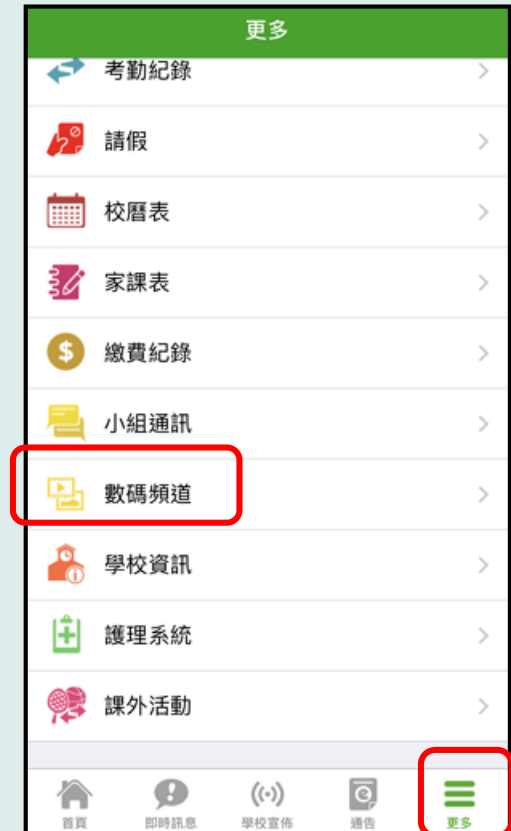 更多
考勤紀錄
請假
校曆表
家課表
繳費紀錄
小組通訊
數碼頻道
學校資訊
護理系統
課外活動
首頁
即時訊息
學校宣佈
通告
更多